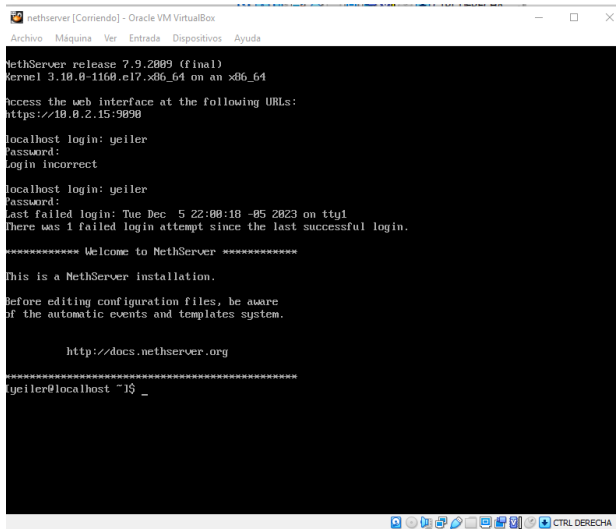 nethserver [Corriendo] - Oracle VM VirtualBox
Archivo Máquina Ver Entrada Dispositivos Ayuda
NethServer release 7.9.2009 (final)
Kernel 3.10.0-1160.el7.x86_64 on an x86_64
Access the web interface at the following URLs:
https://10.0.2.15:9090
localhost login: yeiler
Password:
Login incorrect
localhost login: yeiler
Password:
Last failed login: Tue Dec  5 22:00:18 -05 2023 on tty1
There was 1 failed login attempt since the last successful login.
************ Welcome to NethServer ************
This is a NethServer installation.
Before editing configuration files, be aware
of the automatic events and templates system.
http://docs.nethserver.org
***********************************************
[yeiler@localhost ~]$ _
CTRL DERECHA